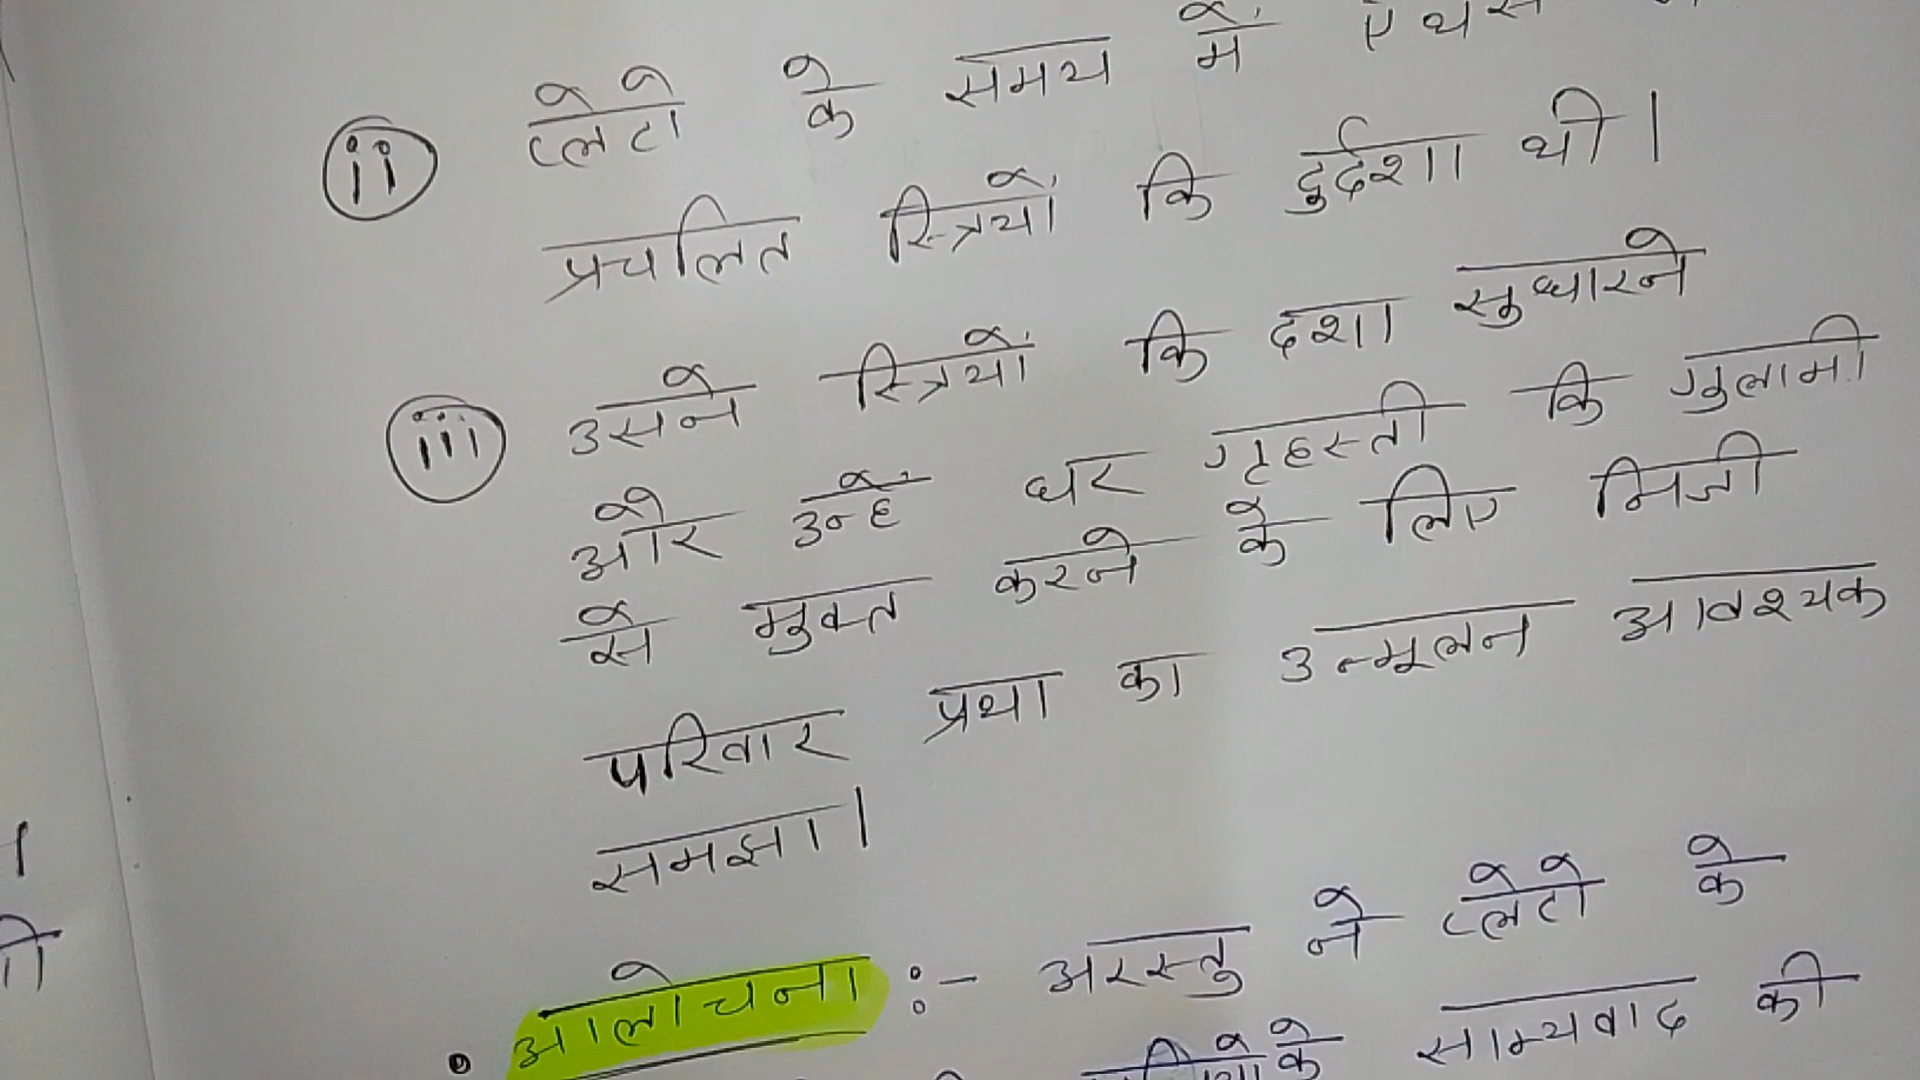 ii प्लेटो के समय में एथेंस
प्रचलित स्त्रियों कि दुर्दशा थी।
iii उसने स्त्रियों कि दशा सुधारने
और उन्हें घर गृहस्ती कि गुलामी
से मुक्त करने के लिए निजी
परिवार प्रथा का उन्मूलन आवश्यक
समझा।
• आलोचना :- अरस्तु ने प्लेटो के
के साम्यवाद की